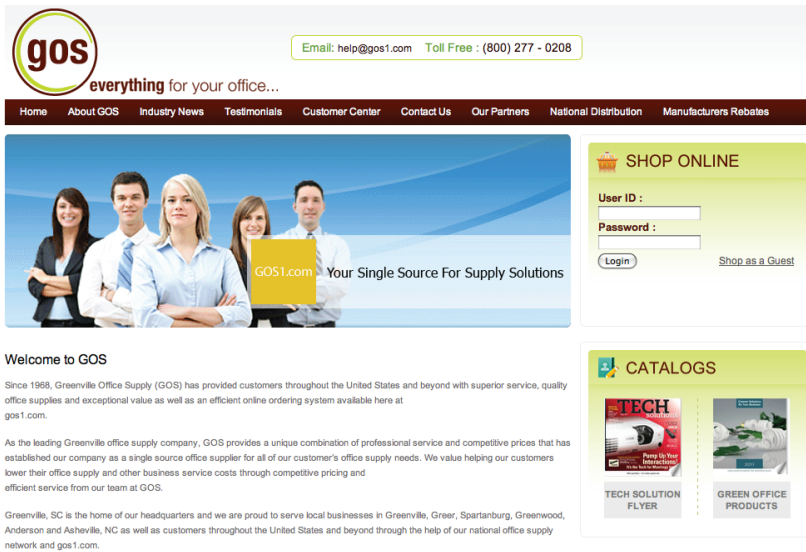 gos
everything for your office...
Email: help@gos1.com Toll Free : (800) 277 - 0208
Home About GOS Industry News Testimonials Customer Center Contact Us Our Partners National Distribution Manufacturers Rebates
GOS1.com Your Single Source For Supply Solutions
SHOP ONLINE
User ID :
Password :
Login Shop as a Guest
Welcome to GOS
Since 1968, Greenville Office Supply (GOS) has provided customers throughout the United States and beyond with superior service, quality
office supplies and exceptional value as well as an efficient online ordering system available here at
gos1.com.
As the leading Greenville office supply company, GOS provides a unique combination of professional service and competitive prices that has
established our company as a single source office supplier for all of our customer's office supply needs. We value helping our customers
lower their office supply and other business service costs through competitive pricing and
efficient service from our team at GOS.
Greenville, SC is the home of our headquarters and we are proud to serve local businesses in Greenville, Greer, Spartanburg, Greenwood,
Anderson and Asheville, NC as well as customers throughout the United States and beyond through the help of our national office supply
network and gos1.com.
CATALOGS
TECH
solutions
Pump Up Your
Interactions!
2011
TECH SOLUTION
FLYER
GREEN OFFICE
PRODUCTS